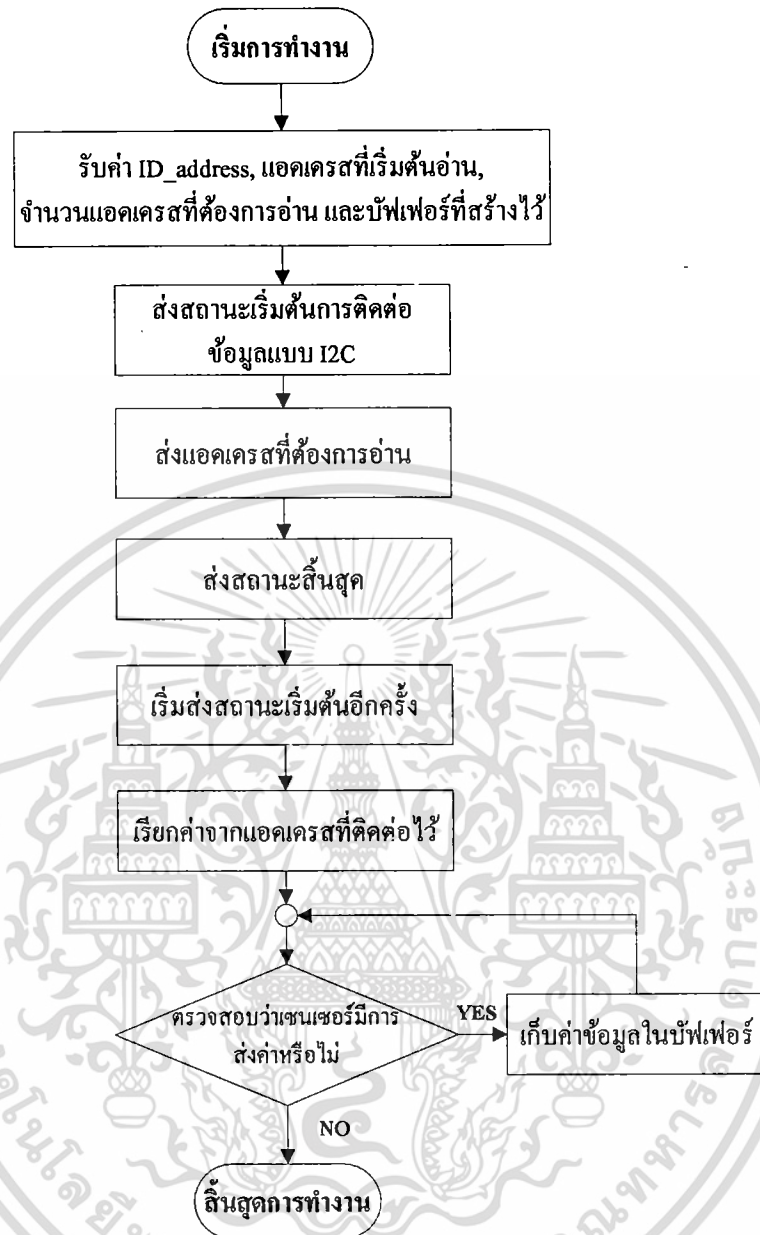 เริ่มการทำงาน
รับค่า ID_address, แอดเดรสที่เริ่มต้นอ่าน,
จำนวนแอดเดรสที่ต้องการอ่าน และบัฟเฟอร์ที่สร้างไว้
ส่งสถานะเริ่มต้นการติดต่อ
ข้อมูลแบบ I2C
ส่งแอดเดรสที่ต้องการอ่าน
ส่งสถานะสิ้นสุด
เริ่มส่งสถานะเริ่มต้นอีกครั้ง
เรียกค่าจากแอดเดรสที่ติดต่อไว้
ตรวจสอบว่าเซนเซอร์มีการ
ส่งค่าหรือไม่
YES
เก็บค่าข้อมูลในบัฟเฟอร์
NO
สิ้นสุดการทำงาน